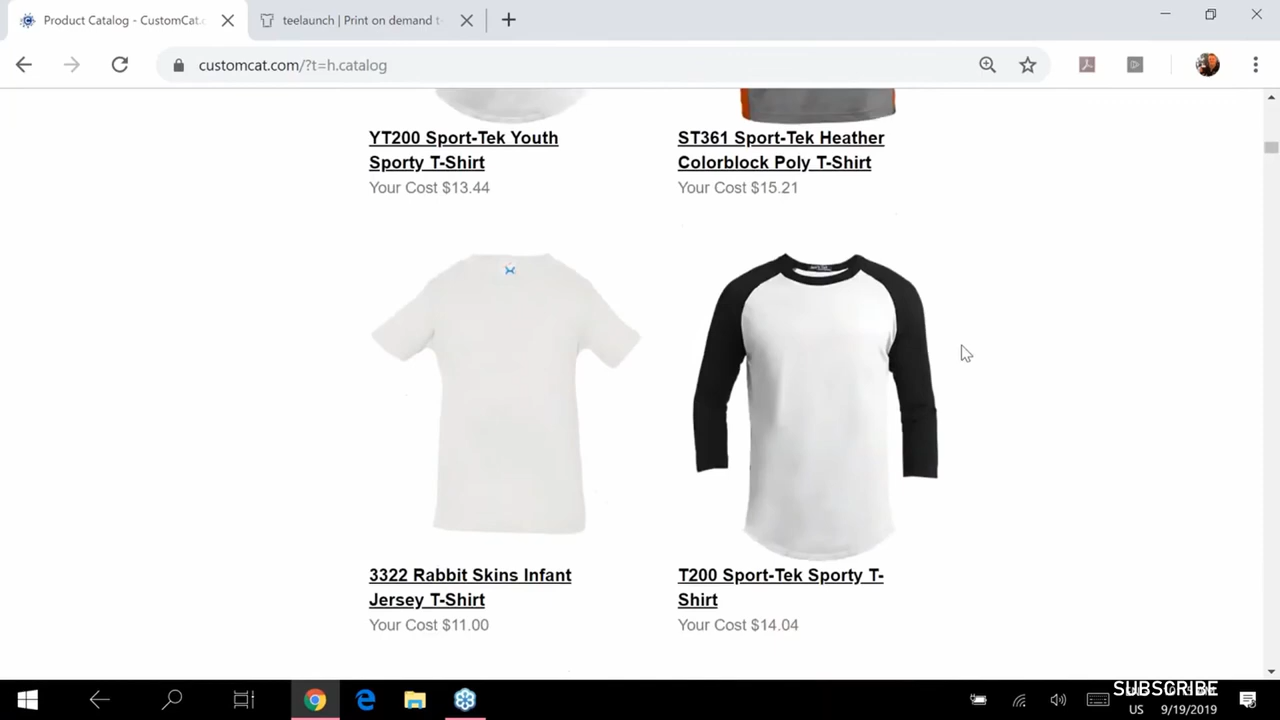 Product Catalog - CustomCat.c
teelaunch | Print on demand t
customcat.com/?t=h.catalog
YT200 Sport-Tek Youth
Sporty T-Shirt
Your Cost $13.44
ST361 Sport-Tek Heather
Colorblock Poly T-Shirt
Your Cost $15.21
3322 Rabbit Skins Infant
Jersey T-Shirt
Your Cost $11.00
T200 Sport-Tek Sporty T-
Shirt
Your Cost $14.04
SUBSCRIBE
US
9/19/2019